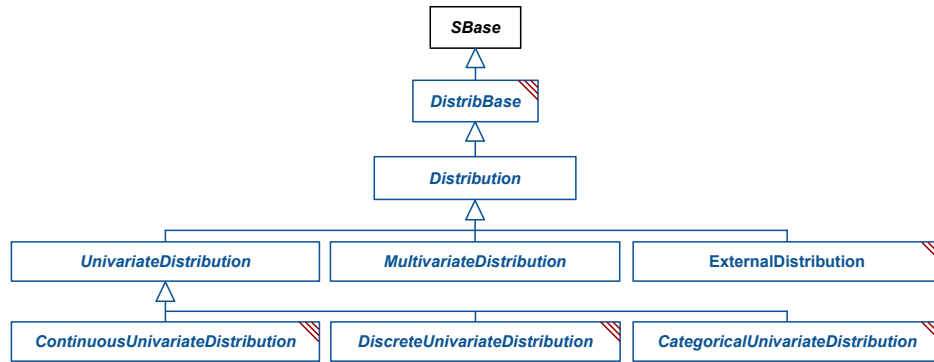 SBase
DistribBase
Distribution
UnivariateDistribution
MultivariateDistribution
ExternalDistribution
ContinuousUnivariateDistribution
DiscreteUnivariateDistribution
CategoricalUnivariateDistribution